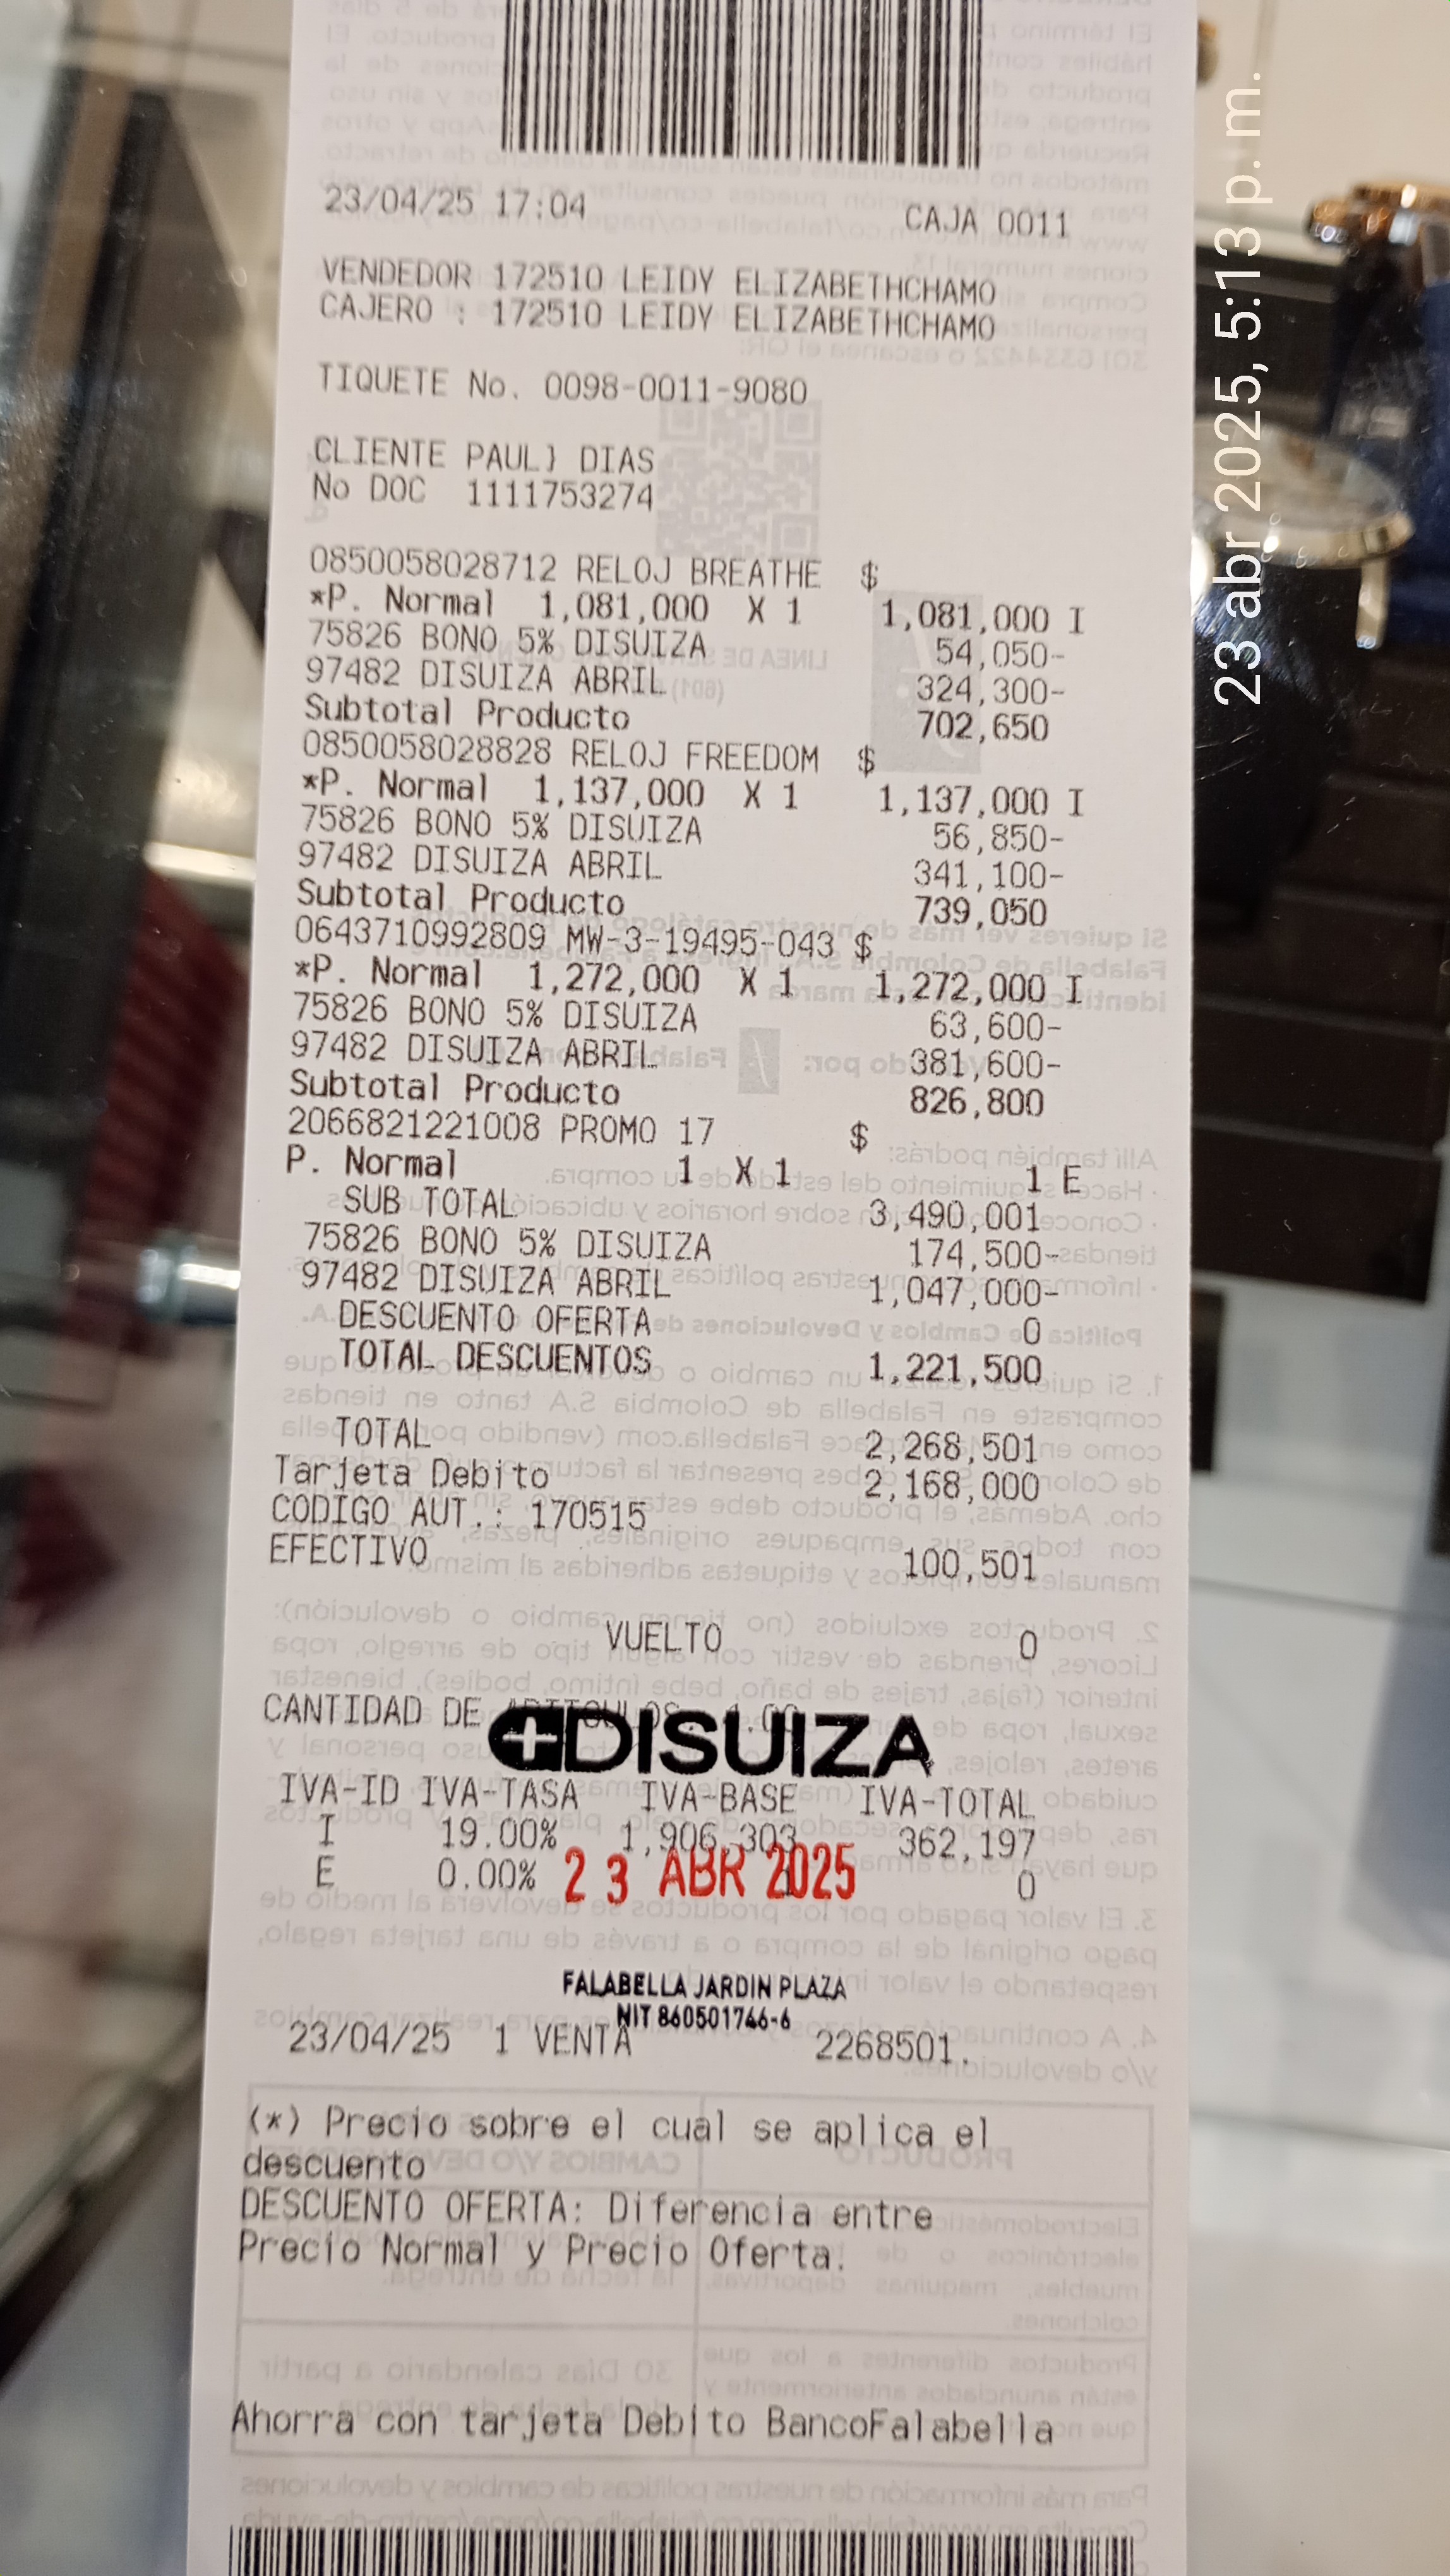 23/04/25 17:04 CAJA 0011
VENDEDOR 172510 LEIDY ELIZABETHCHAMO
CAJERO : 172510 LEIDY ELIZABETHCHAMO
TIQUETE No. 0098-0011-9080
CLIENTE PAUL} DIAS
No DOC 1111753274
0850058028712 RELOJ BREATHE $
*P. Normal 1,081,000 X 1 1,081,000 I
75826 BONO 5% DISUIZA 54,050-
97482 DISUIZA ABRIL 324,300-
Subtotal Producto 702,650
0850058028828 RELOJ FREEDOM $
*P. Normal 1,137,000 X 1 1,137,000 I
75826 BONO 5% DISUIZA 56,850-
97482 DISUIZA ABRIL 341,100-
Subtotal Producto 739,050
0643710992809 MW-3-19495-043 $
*P. Normal 1,272,000 X 1 1,272,000 I
75826 BONO 5% DISUIZA 63,600-
97482 DISUIZA ABRIL 381,600-
Subtotal Producto 826,800
2066821221008 PROMO 17 $
P. Normal 1 X 1 1 E
SUB TOTAL 3,490,001
75826 BONO 5% DISUIZA 174,500-
97482 DISUIZA ABRIL 1,047,000-
DESCUENTO OFERTA 0
TOTAL DESCUENTOS 1,221,500
TOTAL 2,268,501
Tarjeta Debito 2,168,000
CODIGO AUT.: 170515
EFECTIVO 100,501
VUELTO 0
CANTIDAD DE
DISUIZA
IVA-ID IVA-TASA IVA-BASE IVA-TOTAL
I 19.00% 1,906,303 362,197
E 0.00% 0
23 ABR 2025
FALABELLA JARDIN PLAZA
NIT 860501746-6
23/04/25 1 VENTA 2268501.
(*) Precio sobre el cual se aplica el
descuento
DESCUENTO OFERTA: Diferencia entre
Precio Normal y Precio Oferta.
Ahorra con tarjeta Debito BancoFalabella
23 abr 2025, 5:13 p. m.